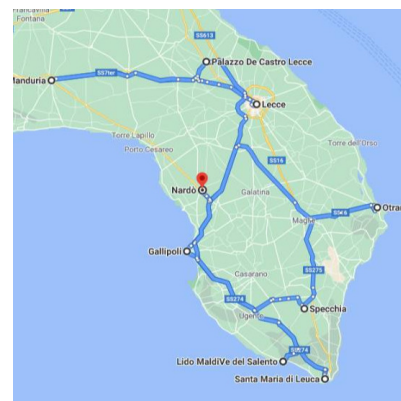 Francavilla
Fontana
SS613
Palazzo De Castro Lecce
SS7ter
Manduria
Lecce
Torre Lapillo
Porto Cesareo
Torre dell'Orso
SS16
Nardò
Galatina
Otran
Maglie
SS16
Gallipoli
Casarano
SS275
SS274
Ugento
Specchia
SS274
Lido MaldiVe del Salento
Santa Maria di Leuca